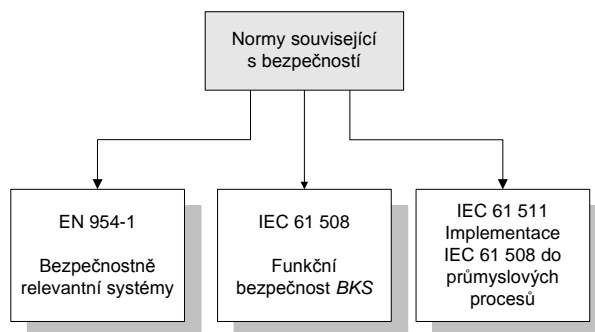 Normy související
s bezpečností
EN 954-1
Bezpečnostně
relevantní systémy
IEC 61 508
Funkční
bezpečnost BKS
IEC 61 511
Implementace
IEC 61 508 do
průmyslových
procesů